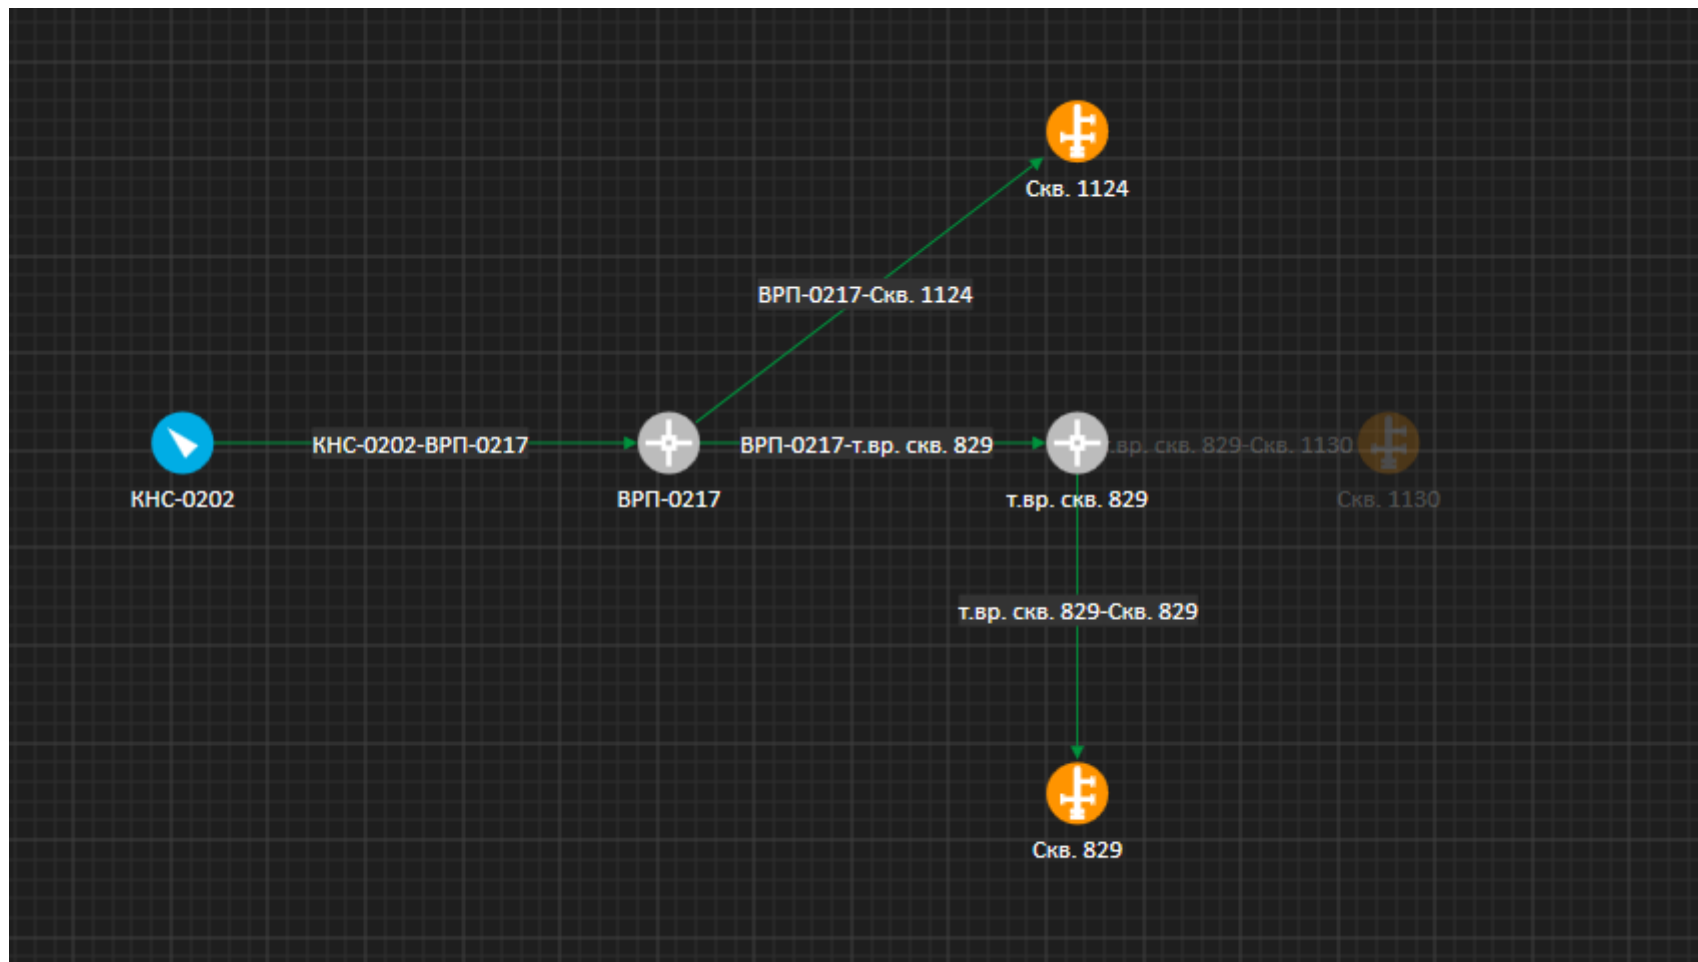 Скв. 1124
ВРП-0217-Скв. 1124
КНС-0202-ВРП-0217
ВРП-0217-т.вр. скв. 829
.вр. скв. 829-Скв. 1130
КНС-0202
ВРП-0217
т.вр. скв. 829
Скв. 1130
т.вр. скв. 829-Скв. 829
Скв. 829